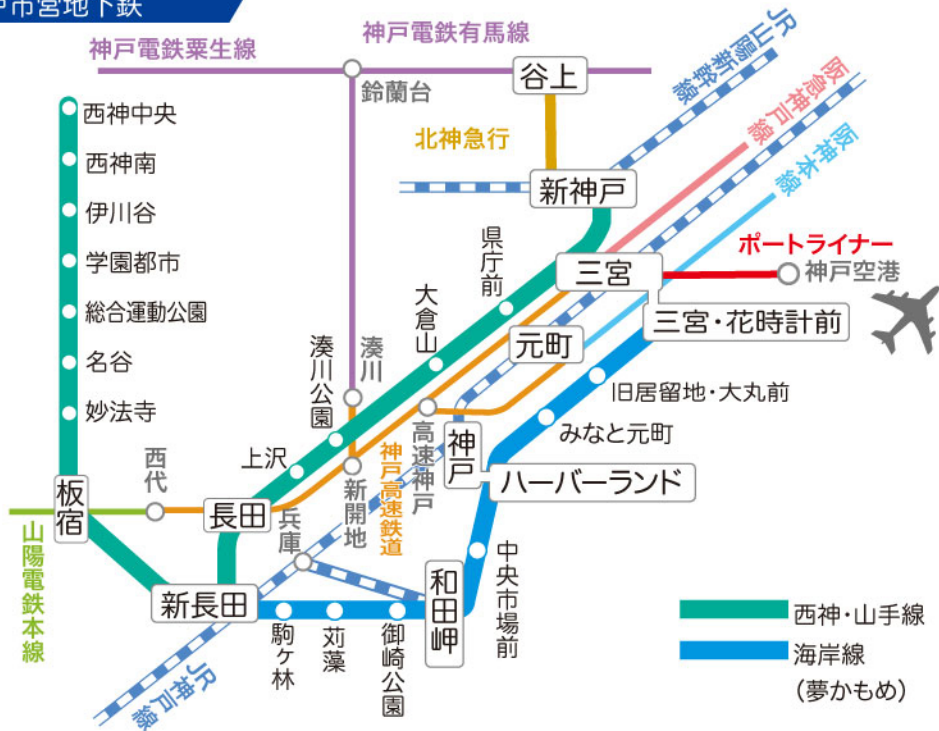 戸市営地下鉄
神戸電鉄粟生線
神戸電鉄有馬線
JR山陽新幹線
阪急神戸線
阪神本線
鈴蘭台
谷上
北神急行
新神戸
西神中央
西神南
伊川谷
学園都市
総合運動公園
名谷
妙法寺
県庁前
三宮
ポートライナー
神戸空港
三宮・花時計前
大倉山
元町
湊川公園
湊川
旧居留地・大丸前
みなと元町
上沢
西代
高速神戸
神戸
ハーバーランド
神戸高速鉄道
新開地
板宿
長田
兵庫
山陽電鉄本線
中央市場前
新長田
和田岬
駒ヶ林
苅藻
御崎公園
JR神戸線
西神・山手線
海岸線
(夢かもめ)